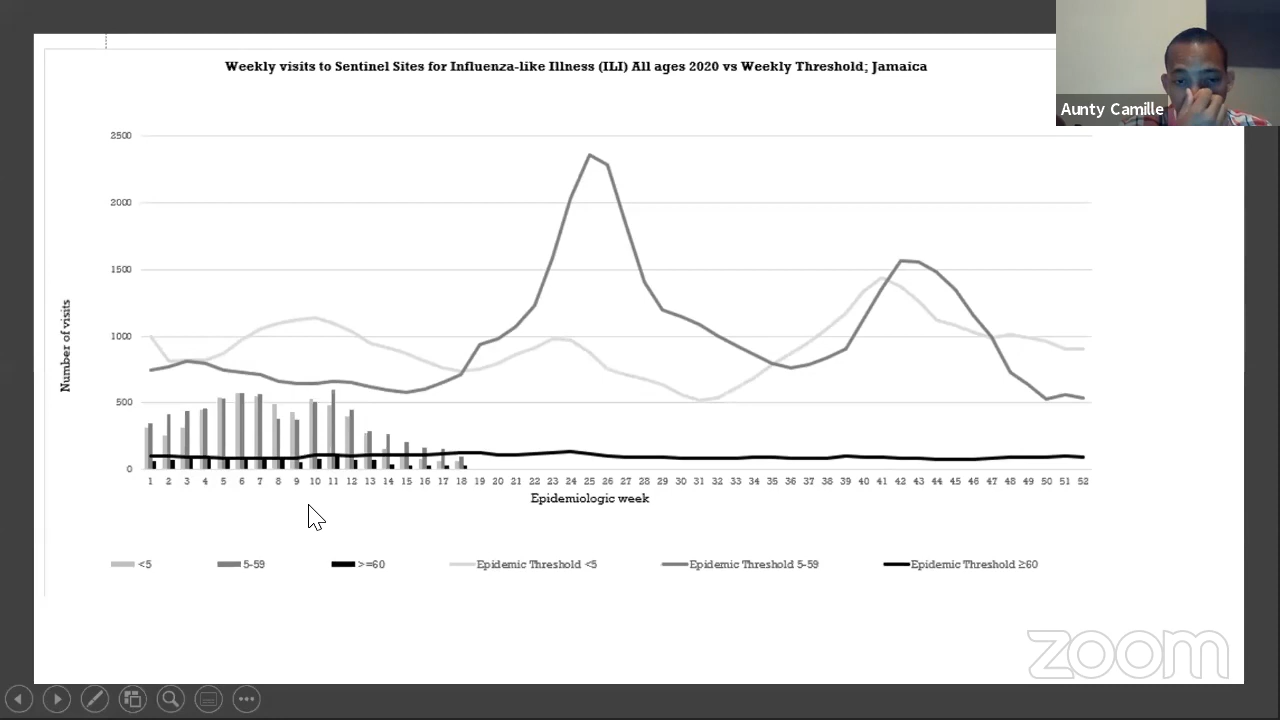 Weekly visits to Sentinel Sites for Influenza-like Illness (ILI) All ages 2020 vs Weekly Threshold; Jamaica
Aunty Camille
2500
2000
1500
1000
500
0
Number of visits
1 2 3 4 5 6 7 8 9 10 11 12 13 14 15 16 17 18 19 20 21 22 23 24 25 26 27 28 29 30 31 32 33 34 35 36 37 38 39 40 41 42 43 44 45 46 47 48 49 50 51 52
Epidemiologic week
<5 5-59 >=60 Epidemic Threshold <5 Epidemic Threshold 5-59 Epidemic Threshold ≥60
zoom